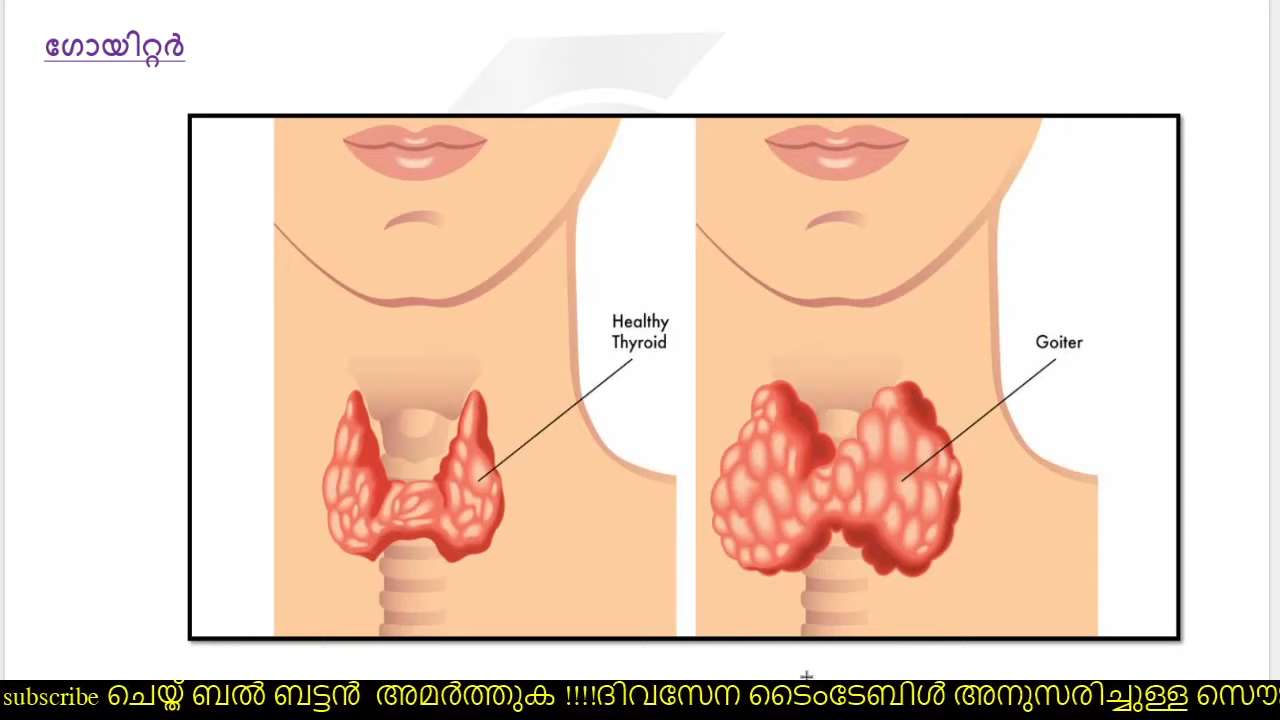 ഗോയിറ്റർ
Healthy
Thyroid
Goiter
subscribe ചെയ്ത് ബൽ ബട്ടൻ അമർത്തുക !!!!ദിവസേന ടൈംടേബിൾ അനുസരിച്ചുള്ള